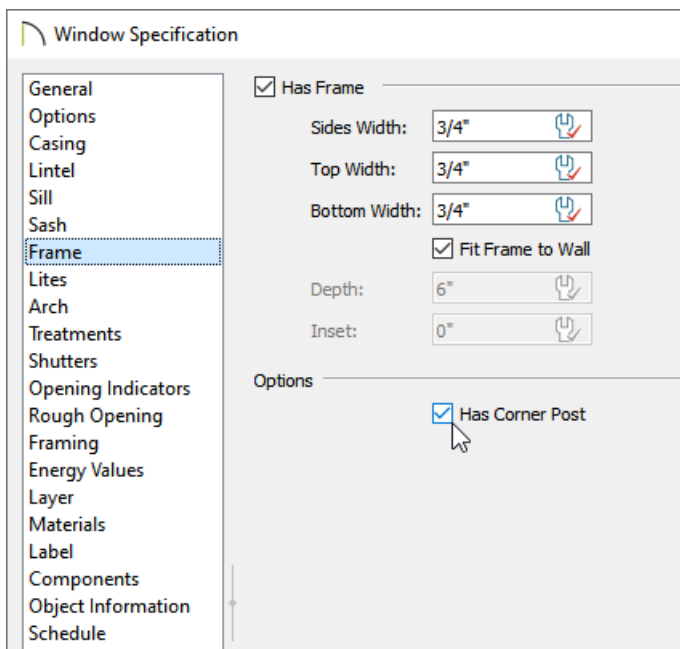 Window Specification
General
Options
Casing
Lintel
Sill
Sash
Frame
Lites
Arch
Treatments
Shutters
Opening Indicators
Rough Opening
Framing
Energy Values
Layer
Materials
Label
Components
Object Information
Schedule
Has Frame
Sides Width: 3/4"
Top Width: 3/4"
Bottom Width: 3/4"
Fit Frame to Wall
Depth: 6"
Inset: 0"
Options
Has Corner Post